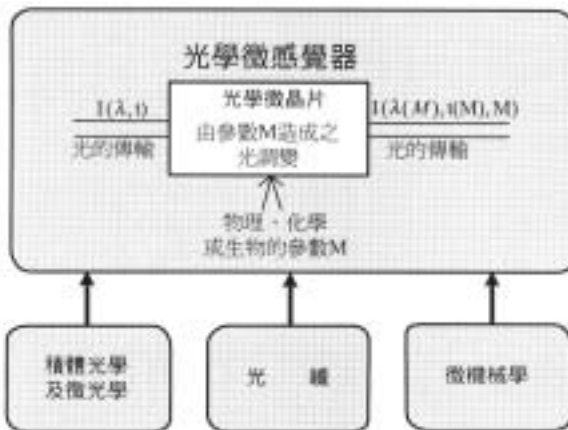 光學微感覺器
I(λ,t)
光的傳輸
光學微晶片
由參數M造成之
光調變
I(λ(M),t(M),M)
光的傳輸
物理、化學
或生物的參數M
積體光學
及微光學
光 纖
微機械學